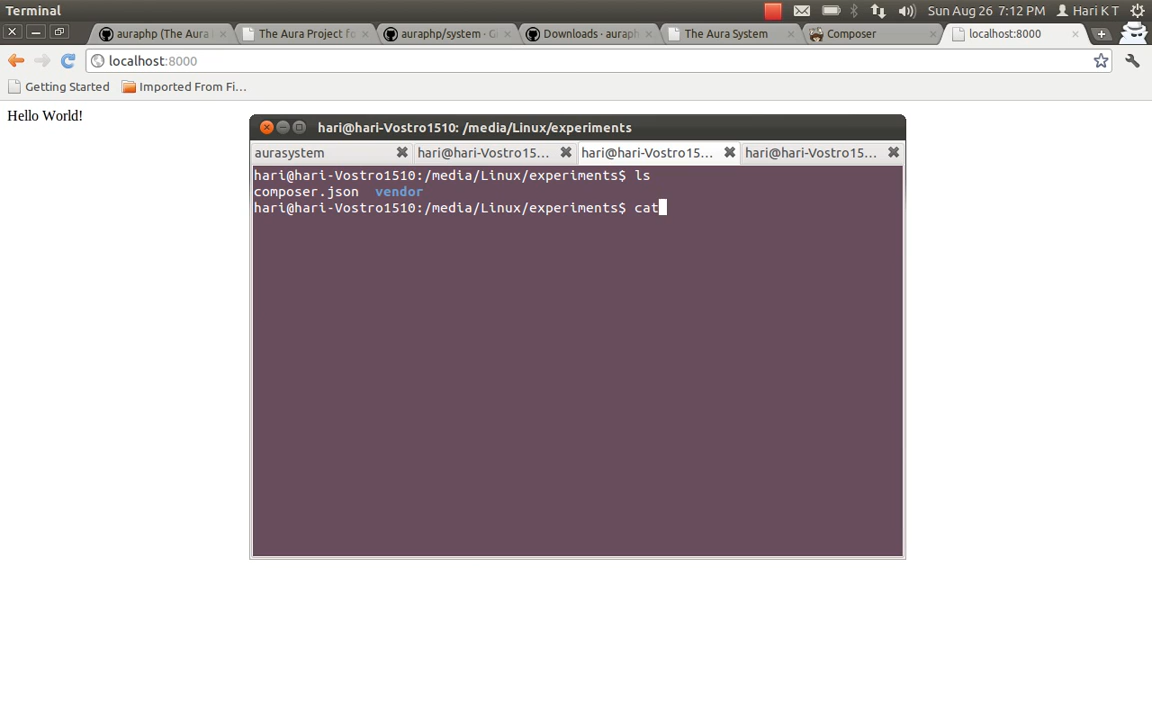 Terminal
Sun Aug 26 7:12 PM
Hari K T
auraphp (The Aura
The Aura Project fo
auraphp/system · G
Downloads · auraph
The Aura System
Composer
localhost:8000
localhost:8000
Getting Started
Imported From Fi...
Hello World!
hari@hari-Vostro1510: /media/Linux/experiments
aurasystem
hari@hari-Vostro15...
hari@hari-Vostro15...
hari@hari-Vostro15...
hari@hari-Vostro1510:/media/Linux/experiments$ ls
composer.json vendor
hari@hari-Vostro1510:/media/Linux/experiments$ cat